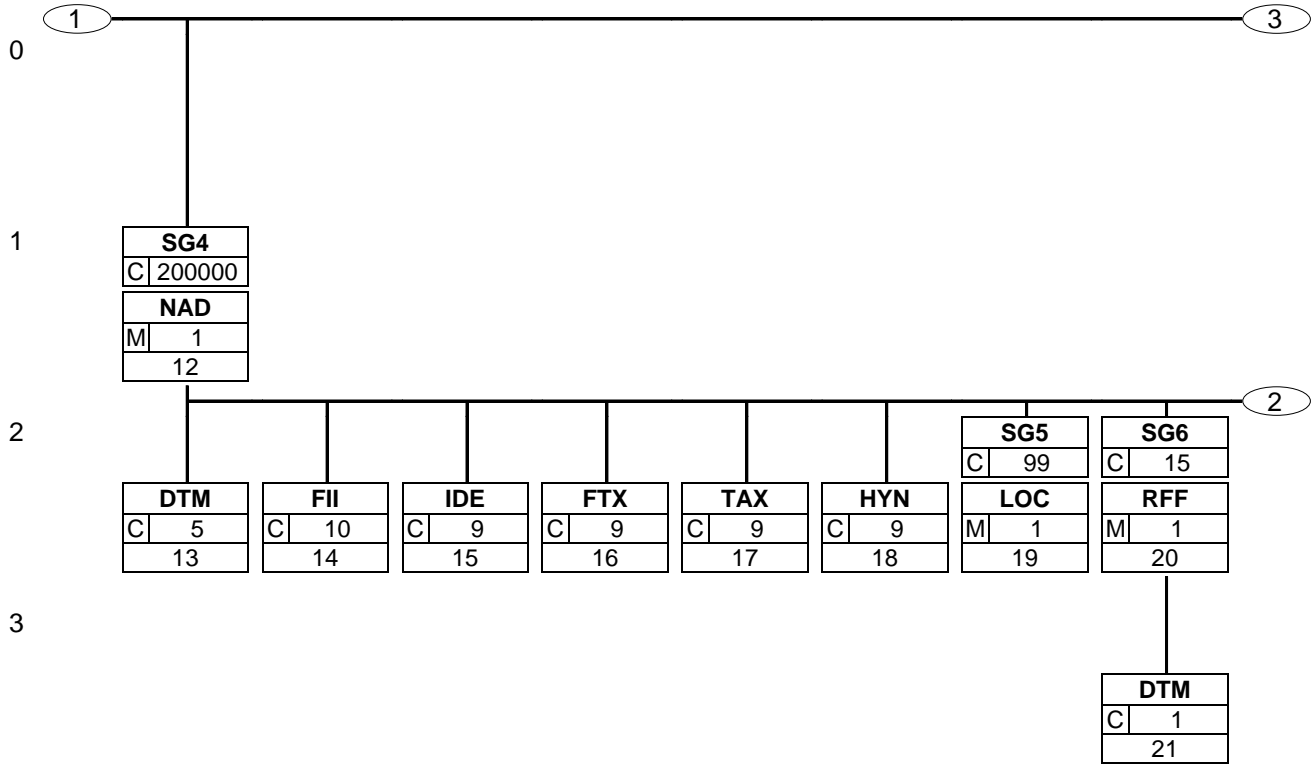 1 3
0
1
SG4
C 200000
NAD
M 1
12
2
2
SG5 SG6
C 99 C 15
DTM FII IDE FTX TAX HYN LOC RFF
C 5 C 10 C 9 C 9 C 9 C 9 M 1 M 1
13 14 15 16 17 18 19 20
3
DTM
C 1
21